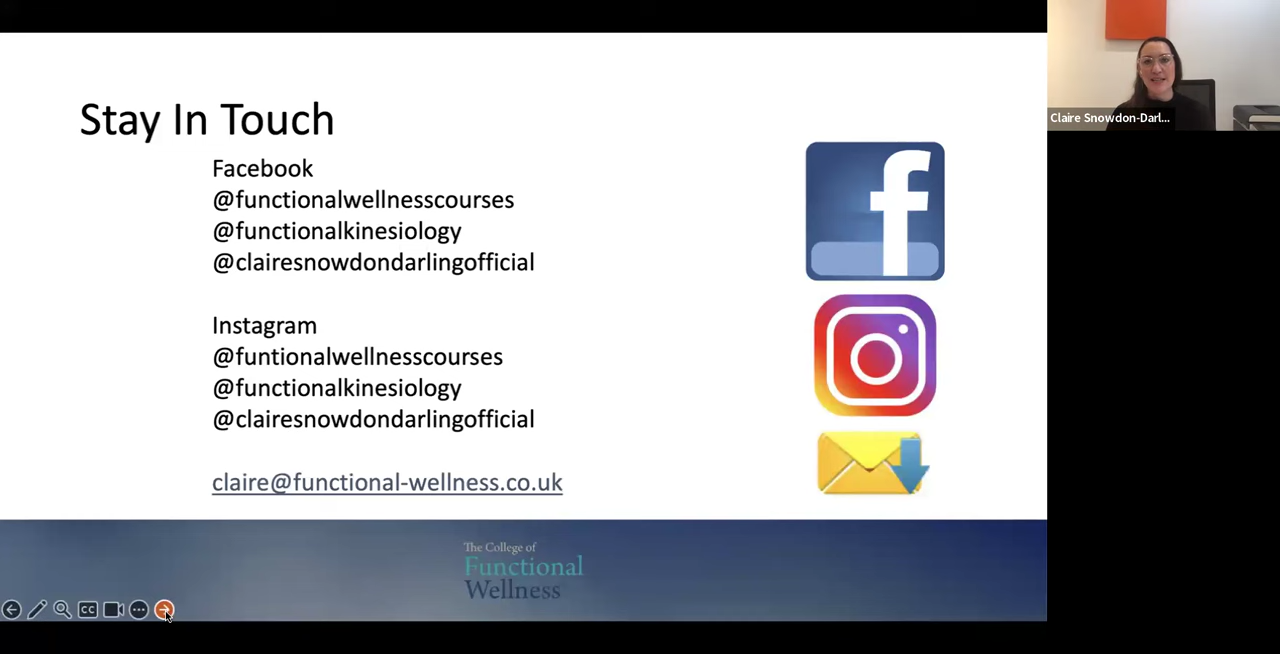 Stay In Touch
Facebook
@functionalwellnesscourses
@functionalkinesiology
@clairesnowdondarlingofficial
Instagram
@funtionalwellnesscourses
@functionalkinesiology
@clairesnowdondarlingofficial
claire@functional-wellness.co.uk
The College of
Functional
Wellness
CC
Claire Snowdon-Darl...